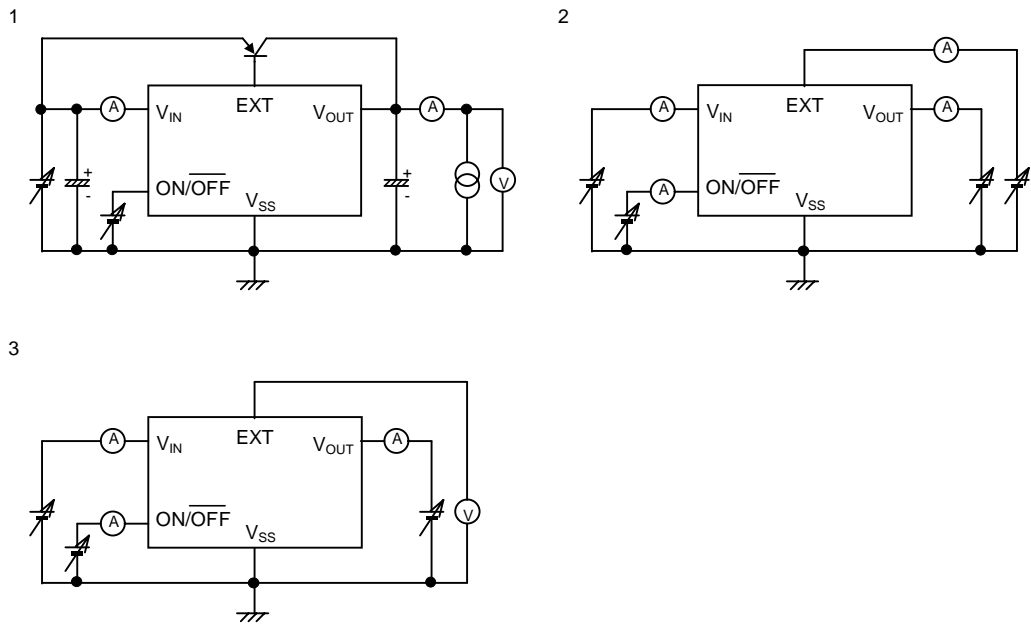 1
A
V_IN
EXT
V_OUT
A
+
-
ON/OFF
V_SS
+
-
V
2
A
V_IN
EXT
A
V_OUT
A
A
ON/OFF
V_SS
3
A
V_IN
EXT
V_OUT
A
A
ON/OFF
V_SS
V